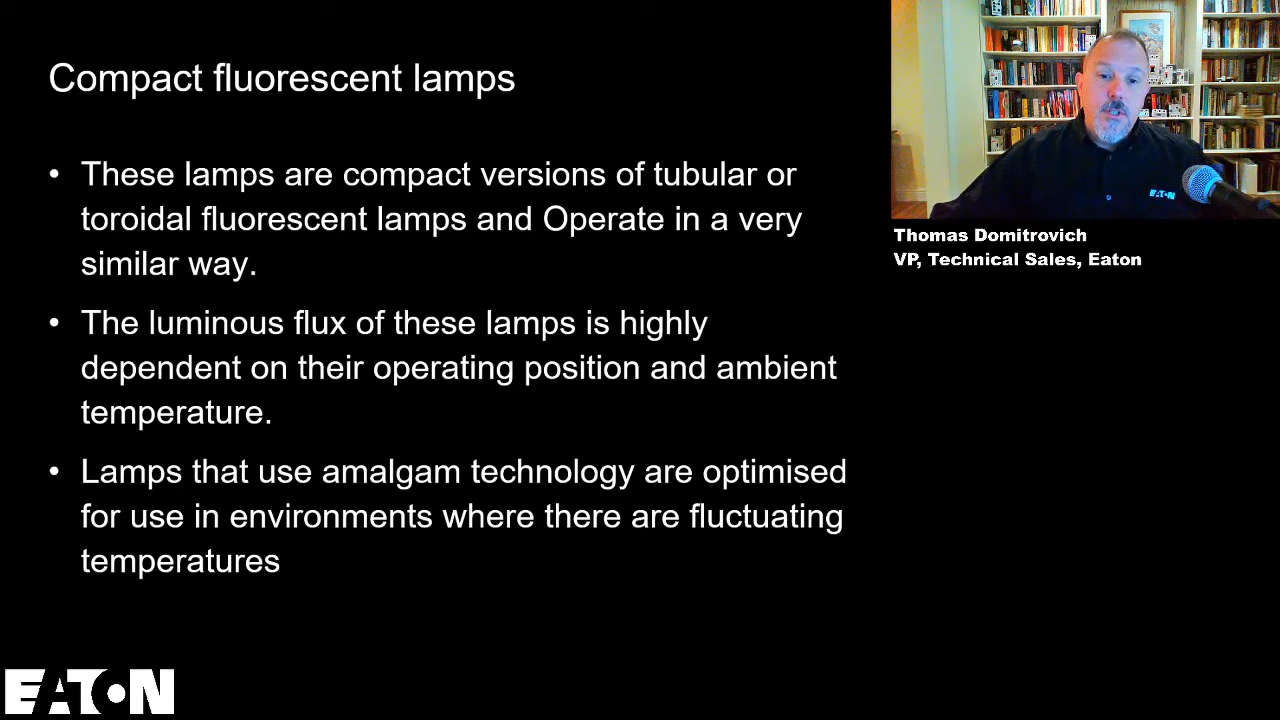 Compact fluorescent lamps
• These lamps are compact versions of tubular or
toroidal fluorescent lamps and Operate in a very
similar way.
• The luminous flux of these lamps is highly
dependent on their operating position and ambient
temperature.
• Lamps that use amalgam technology are optimised
for use in environments where there are fluctuating
temperatures
EATON
Thomas Domitrovich
VP, Technical Sales, Eaton
EATON